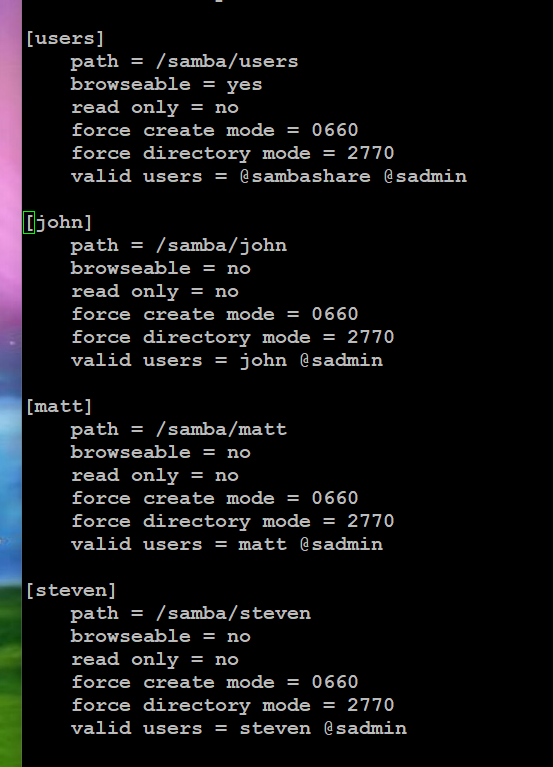 [users]
path = /samba/users
browseable = yes
read only = no
force create mode = 0660
force directory mode = 2770
valid users = @sambashare @sadmin
[john]
path = /samba/john
browseable = no
read only = no
force create mode = 0660
force directory mode = 2770
valid users = john @sadmin
[matt]
path = /samba/matt
browseable = no
read only = no
force create mode = 0660
force directory mode = 2770
valid users = matt @sadmin
[steven]
path = /samba/steven
browseable = no
read only = no
force create mode = 0660
force directory mode = 2770
valid users = steven @sadmin